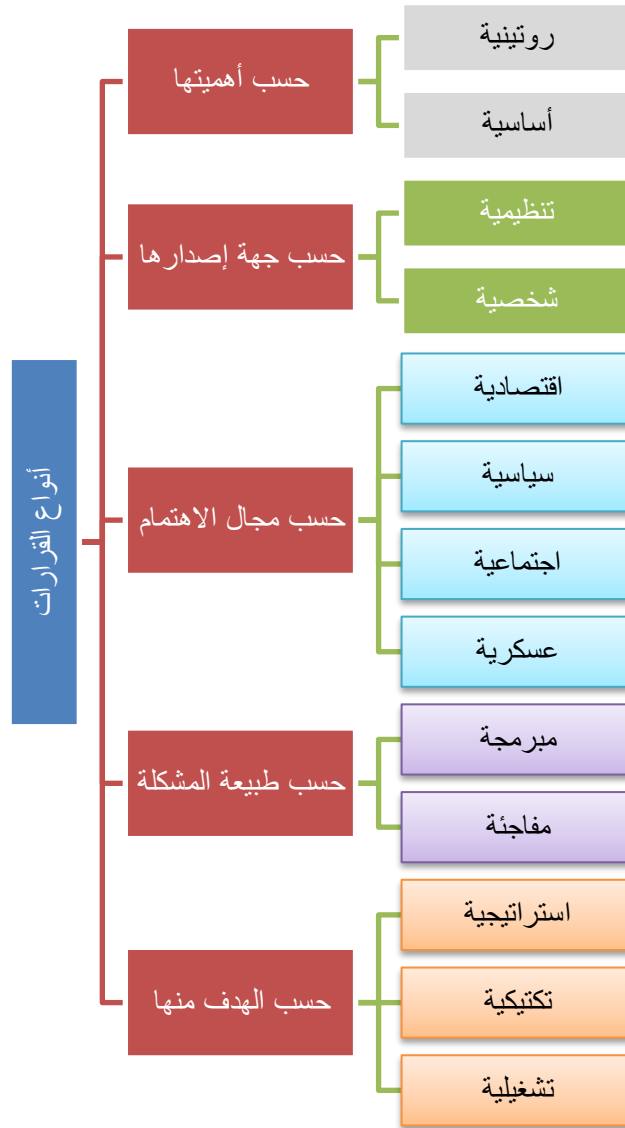 أنواع القرارات
حسب أهميتها
روتينية
أساسية
حسب جهة إصدارها
تنظيمية
شخصية
حسب مجال الاهتمام
اقتصادية
سياسية
اجتماعية
عسكرية
حسب طبيعة المشكلة
مبرمجة
مفاجئة
حسب الهدف منها
استراتيجية
تكتيكية
تشغيلية